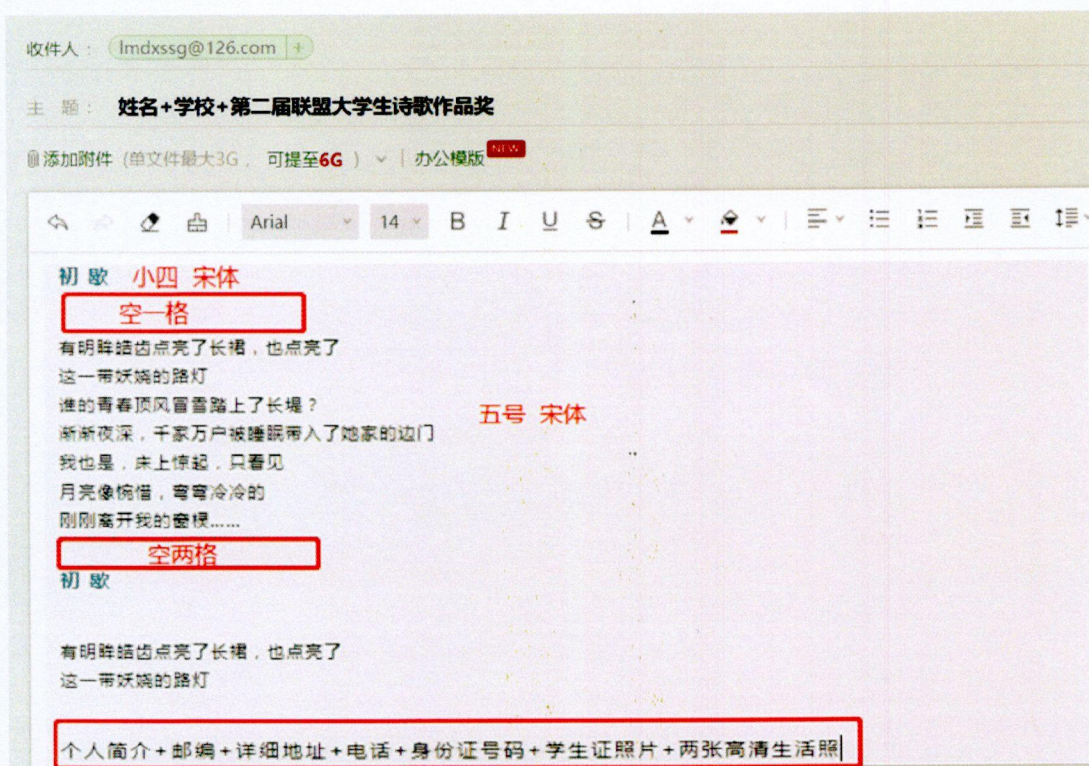 收件人： lmdxssg@126.com +
主 题： 姓名+学校+第二届联盟大学生诗歌作品奖
添加附件 (单文件最大3G， 可提至6G ) | 办公模版 NEW
Arial 14 B I U S A
初 歇 小四 宋体
空一格
有明眸皓齿点亮了长裙，也点亮了
这一带妖娆的路灯
谁的青春顶风冒雪踏上了长堤？
五号 宋体
渐渐夜深，千家万户被睡眠带入了她家的边门
我也是，床上惊起，只看见
月亮像惋惜，弯弯冷冷的
刚刚离开我的窗棂……
空两格
初 歇
有明眸皓齿点亮了长裙，也点亮了
这一带妖娆的路灯
个人简介+邮编+详细地址+电话+身份证号码+学生证照片+两张高清生活照